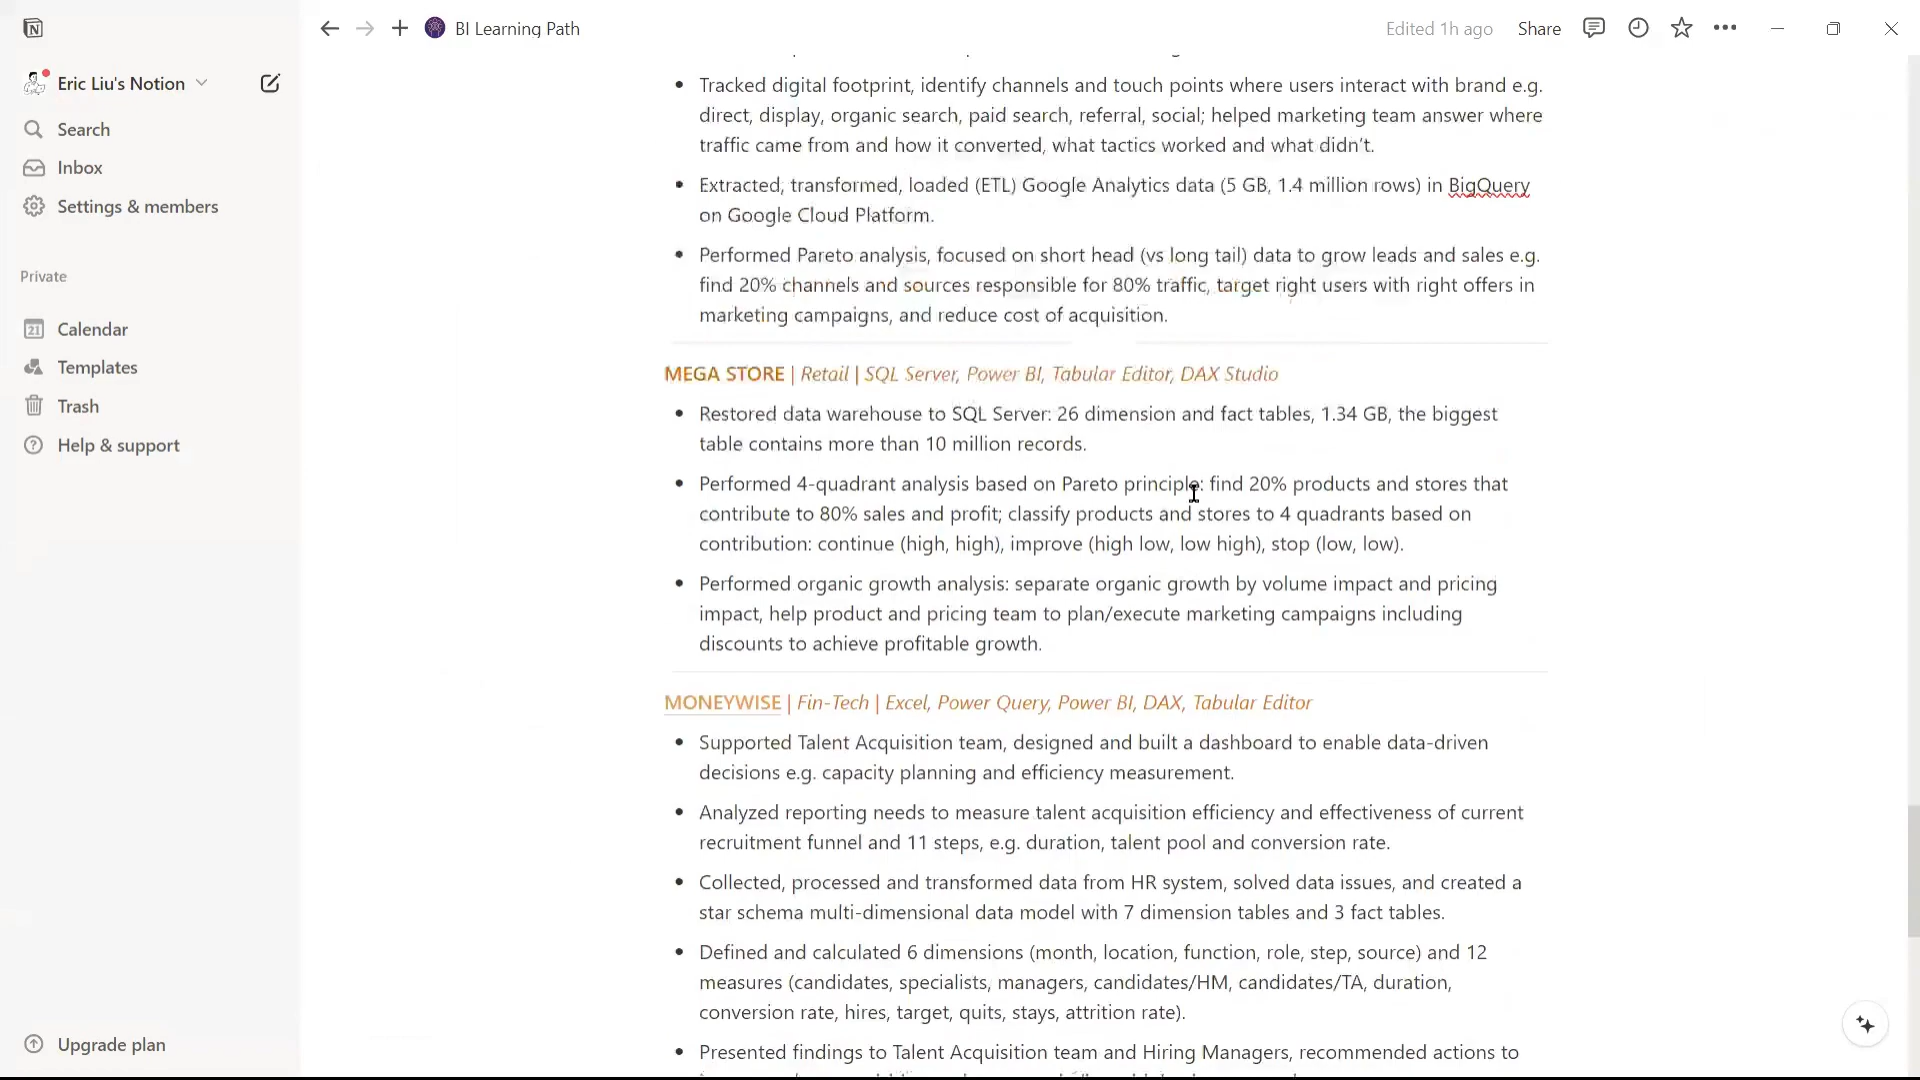 BI Learning Path
Edited 1h ago
Share
Eric Liu's Notion
Search
Inbox
Settings & members
Private
21
Calendar
Templates
Trash
Help & support
Upgrade plan
Tracked digital footprint, identify channels and touch points where users interact with brand e.g.
direct, display, organic search, paid search, referral, social; helped marketing team answer where
traffic came from and how it converted, what tactics worked and what didn't.
Extracted, transformed, loaded (ETL) Google Analytics data (5 GB, 1.4 million rows) in BigQuery
on Google Cloud Platform.
Performed Pareto analysis, focused on short head (vs long tail) data to grow leads and sales e.g.
find 20% channels and sources responsible for 80% traffic, target right users with right offers in
marketing campaigns, and reduce cost of acquisition.
MEGA STORE | Retail | SQL Server, Power BI, Tabular Editor, DAX Studio
Restored data warehouse to SQL Server: 26 dimension and fact tables, 1.34 GB, the biggest
table contains more than 10 million records.
Performed 4-quadrant analysis based on Pareto principle: find 20% products and stores that
contribute to 80% sales and profit; classify products and stores to 4 quadrants based on
contribution: continue (high, high), improve (high low, low high), stop (low, low).
Performed organic growth analysis: separate organic growth by volume impact and pricing
impact, help product and pricing team to plan/execute marketing campaigns including
discounts to achieve profitable growth.
MONEYWISE | Fin-Tech | Excel, Power Query, Power BI, DAX, Tabular Editor
Supported Talent Acquisition team, designed and built a dashboard to enable data-driven
decisions e.g. capacity planning and efficiency measurement.
Analyzed reporting needs to measure talent acquisition efficiency and effectiveness of current
recruitment funnel and 11 steps, e.g. duration, talent pool and conversion rate.
Collected, processed and transformed data from HR system, solved data issues, and created a
star schema multi-dimensional data model with 7 dimension tables and 3 fact tables.
Defined and calculated 6 dimensions (month, location, function, role, step, source) and 12
measures (candidates, specialists, managers, candidates/HM, candidates/TA, duration,
conversion rate, hires, target, quits, stays, attrition rate).
Presented findings to Talent Acquisition team and Hiring Managers, recommended actions to